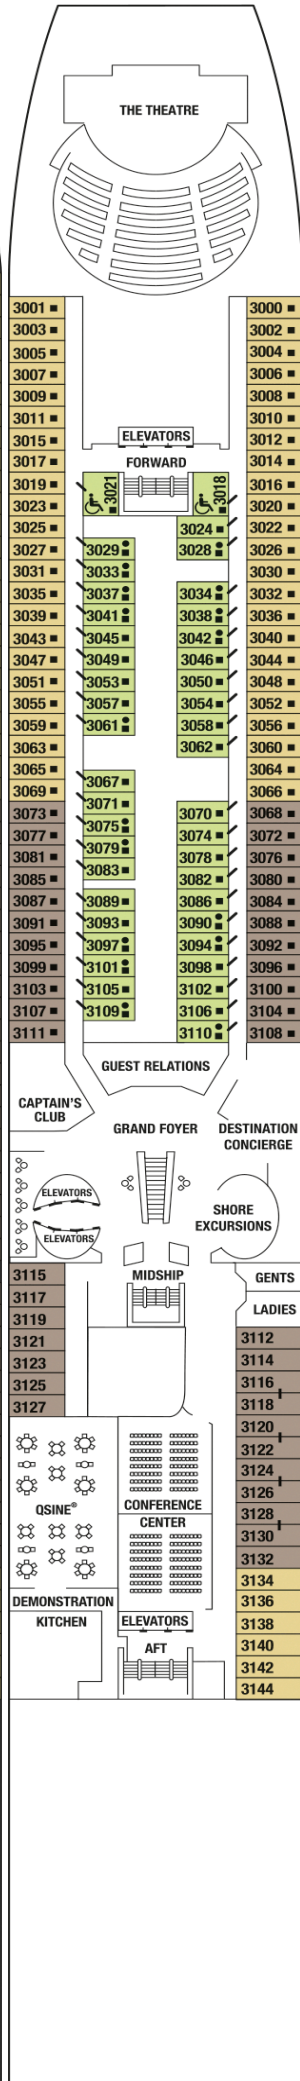 THE THEATRE
3001 3000
3003 3002
3005 3004
3007 3006
3009 3008
3011 3010
3015 ELEVATORS 3012
3017 FORWARD 3014
3019 3021 3018 3016
3023 3020
3025 3024 3022
3027 3029 3028 3026
3031 3033 3030
3035 3037 3034 3032
3039 3041 3038 3036
3043 3045 3042 3040
3047 3049 3046 3044
3051 3053 3050 3048
3055 3057 3054 3052
3059 3061 3058 3056
3063 3062 3060
3065 3067 3064
3069 3071 3066
3073 3075 3070 3068
3077 3079 3074 3072
3081 3083 3078 3076
3085 3082 3080
3087 3089 3086 3084
3091 3093 3090 3088
3095 3097 3094 3092
3099 3101 3098 3096
3103 3105 3102 3100
3107 3109 3106 3104
3111 3110 3108
GUEST RELATIONS
CAPTAIN'S
CLUB
GRAND FOYER
DESTINATION
CONCIERGE
ELEVATORS
ELEVATORS
SHORE
EXCURSIONS
MIDSHIP
GENTS
LADIES
3115
3117
3119
3121
3123
3125
3127
3112
3114
3116
3118
3120
3122
3124
3126
3128
3130
3132
3134
3136
3138
3140
3142
3144
QSINE®
CONFERENCE
CENTER
DEMONSTRATION
KITCHEN
ELEVATORS
AFT